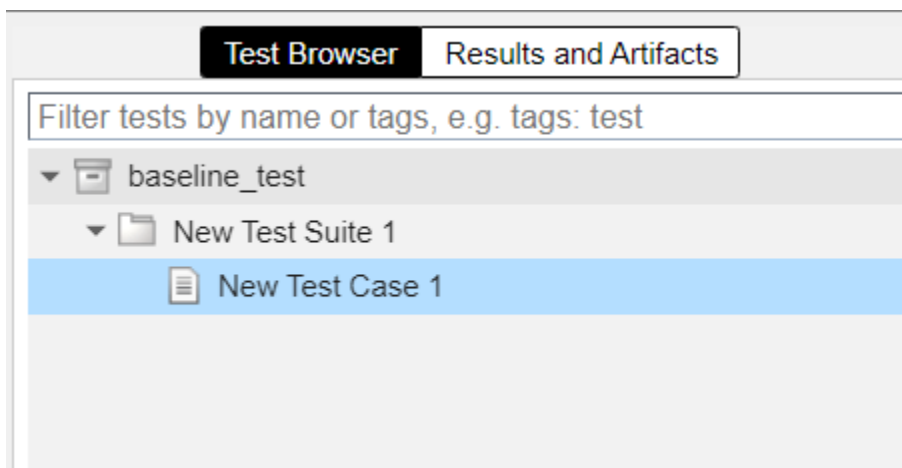 Test Browser Results and Artifacts
Filter tests by name or tags, e.g. tags: test
baseline_test
New Test Suite 1
New Test Case 1